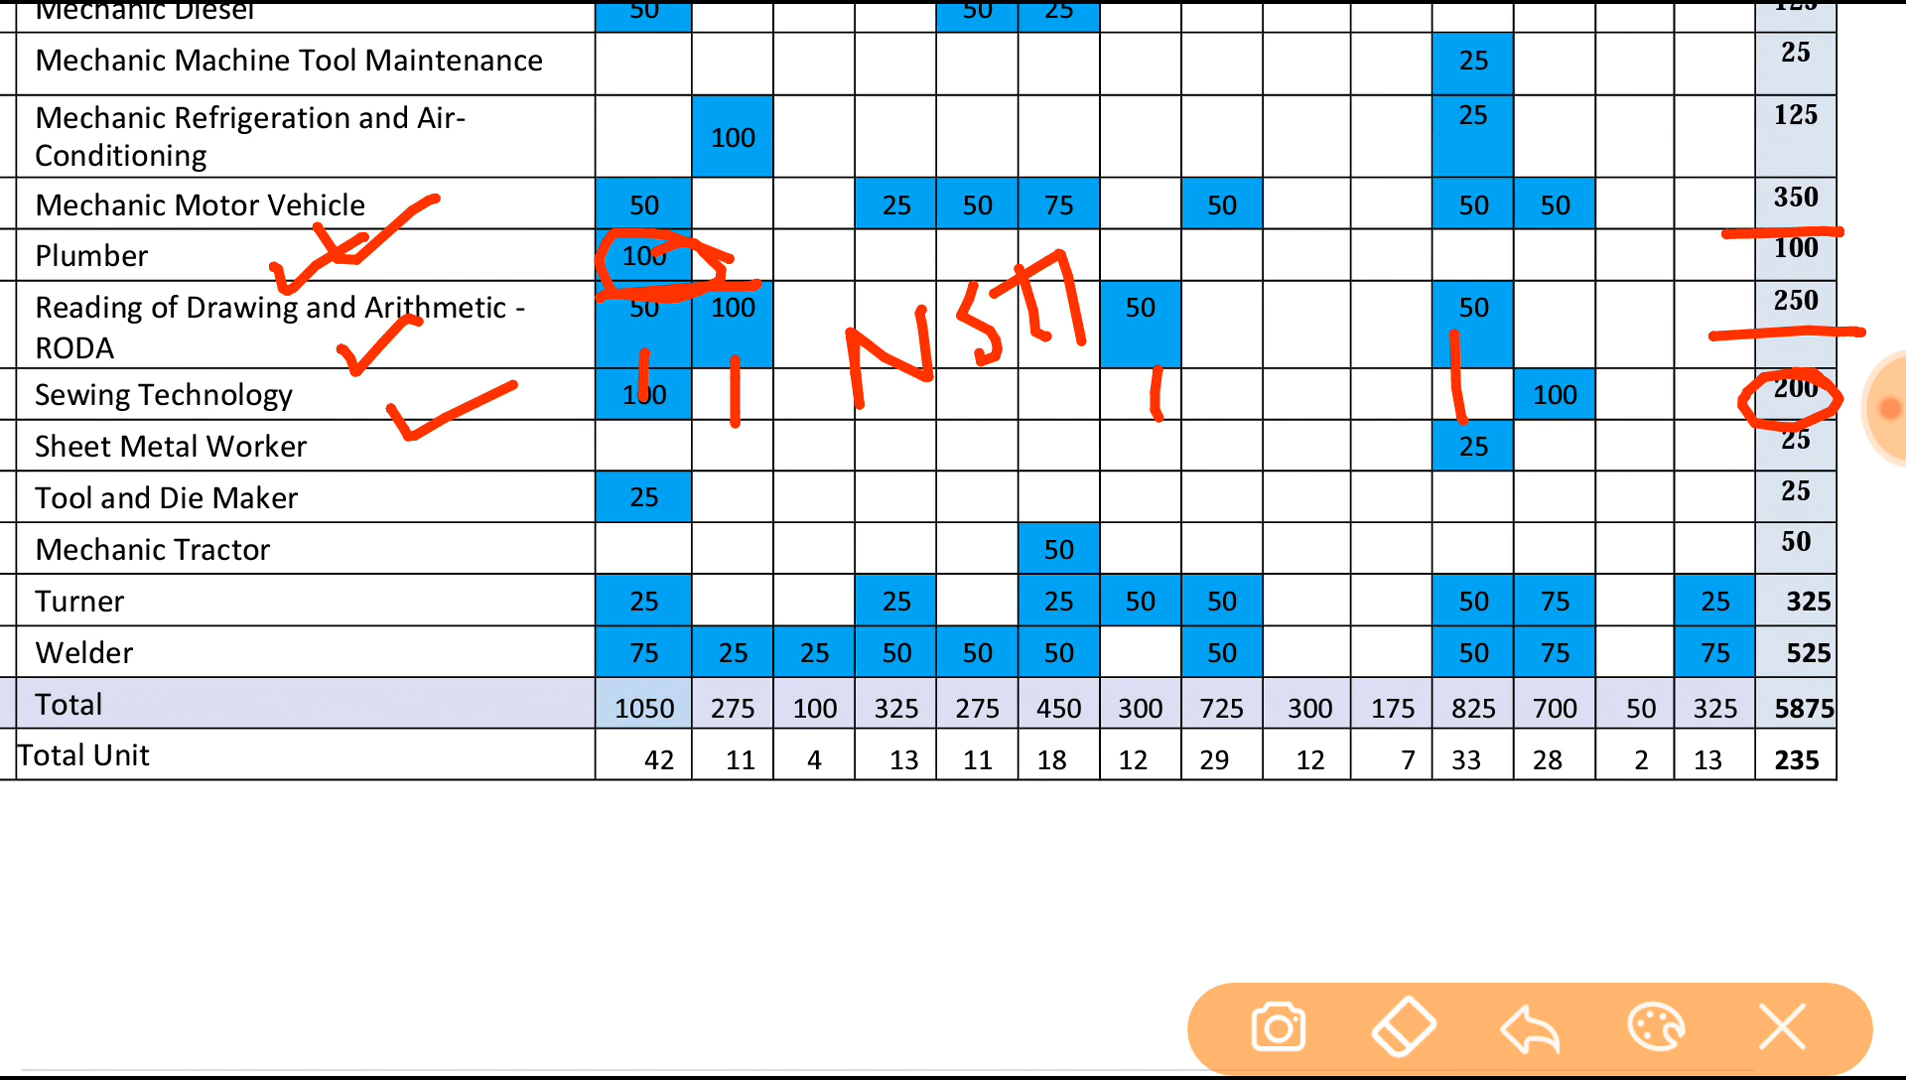 Mechanic Diesel 50 50 25 125
Mechanic Machine Tool Maintenance 25 25
Mechanic Refrigeration and Air-
Conditioning 100 25 125
Mechanic Motor Vehicle 50 25 50 75 50 50 50 350
Plumber 100 100
Reading of Drawing and Arithmetic - 50 100 50 50 250
RODA
NSTI
Sewing Technology 100 100 200
Sheet Metal Worker 25 25
Tool and Die Maker 25 25
Mechanic Tractor 50 50
Turner 25 25 25 50 50 50 75 25 325
Welder 75 25 25 50 50 50 50 50 75 75 525
Total 1050 275 100 325 275 450 300 725 300 175 825 700 50 325 5875
Total Unit 42 11 4 13 11 18 12 29 12 7 33 28 2 13 235